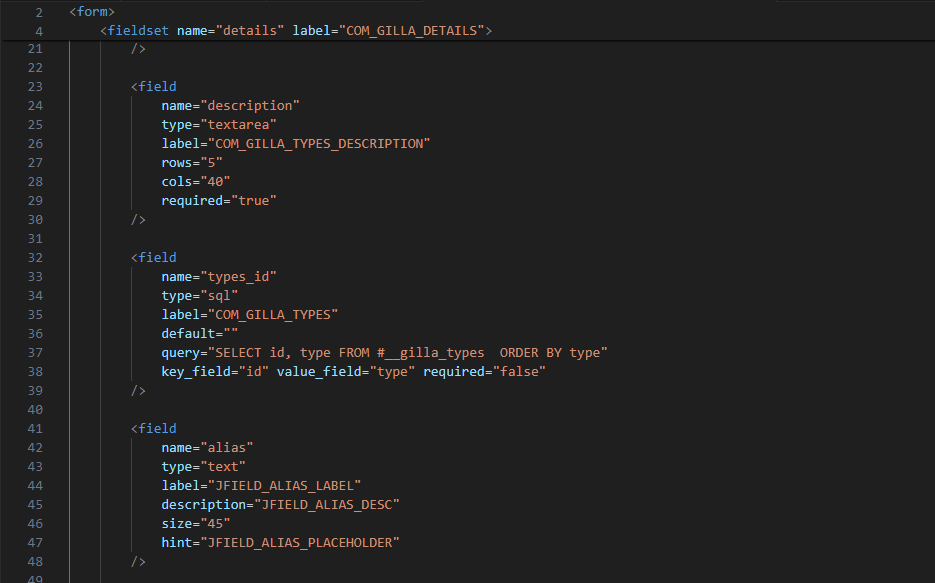 2 <form>
4 <fieldset name="details" label="COM_GILLA_DETAILS">
21 />
22
23 <field
24 name="description"
25 type="textarea"
26 label="COM_GILLA_TYPES_DESCRIPTION"
27 rows="5"
28 cols="40"
29 required="true"
30 />
31
32 <field
33 name="types_id"
34 type="sql"
35 label="COM_GILLA_TYPES"
36 default=""
37 query="SELECT id, type FROM #__gilla_types  ORDER BY type"
38 key_field="id" value_field="type" required="false"
39 />
40
41 <field
42 name="alias"
43 type="text"
44 label="JFIELD_ALIAS_LABEL"
45 description="JFIELD_ALIAS_DESC"
46 size="45"
47 hint="JFIELD_ALIAS_PLACEHOLDER"
48 />
49